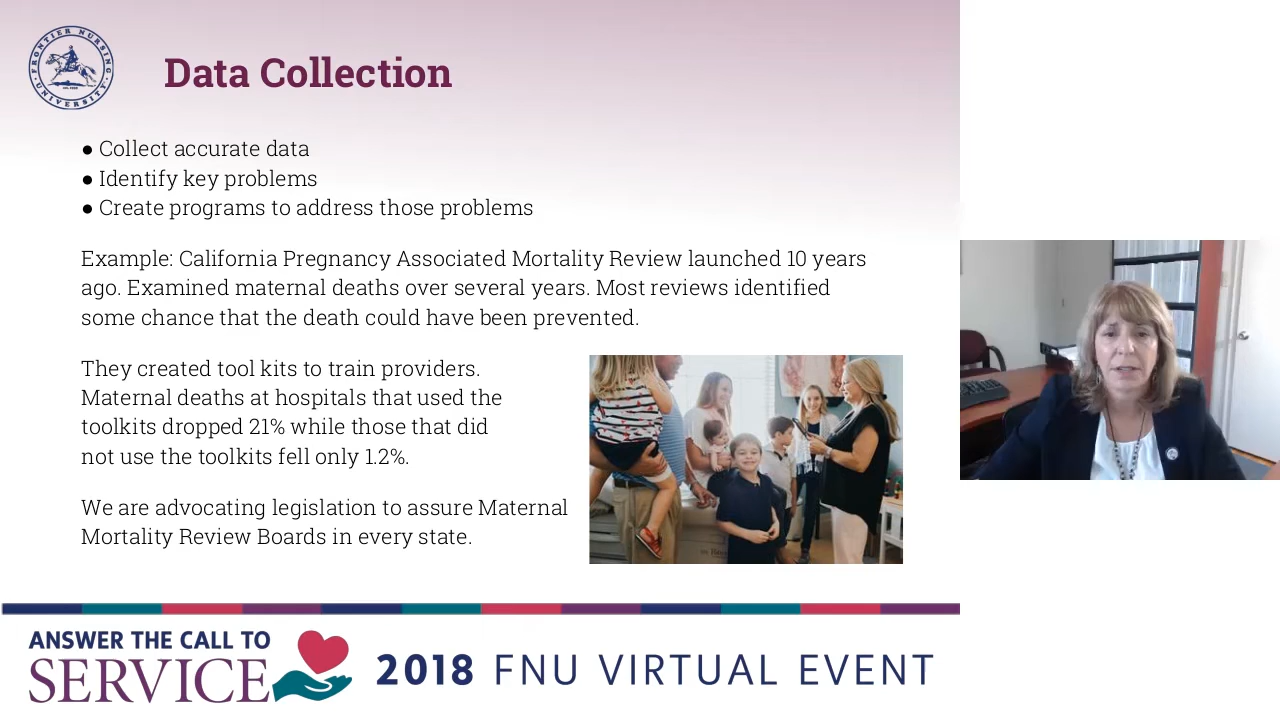 FRONTIER NURSING
UNIVERSITY
Data Collection
● Collect accurate data
● Identify key problems
● Create programs to address those problems
Example: California Pregnancy Associated Mortality Review launched 10 years
ago. Examined maternal deaths over several years. Most reviews identified
some chance that the death could have been prevented.
They created tool kits to train providers.
Maternal deaths at hospitals that used the
toolkits dropped 21% while those that did
not use the toolkits fell only 1.2%.
We are advocating legislation to assure Maternal
Mortality Review Boards in every state.
ANSWER THE CALL TO
SERVICE
2018 FNU VIRTUAL EVENT